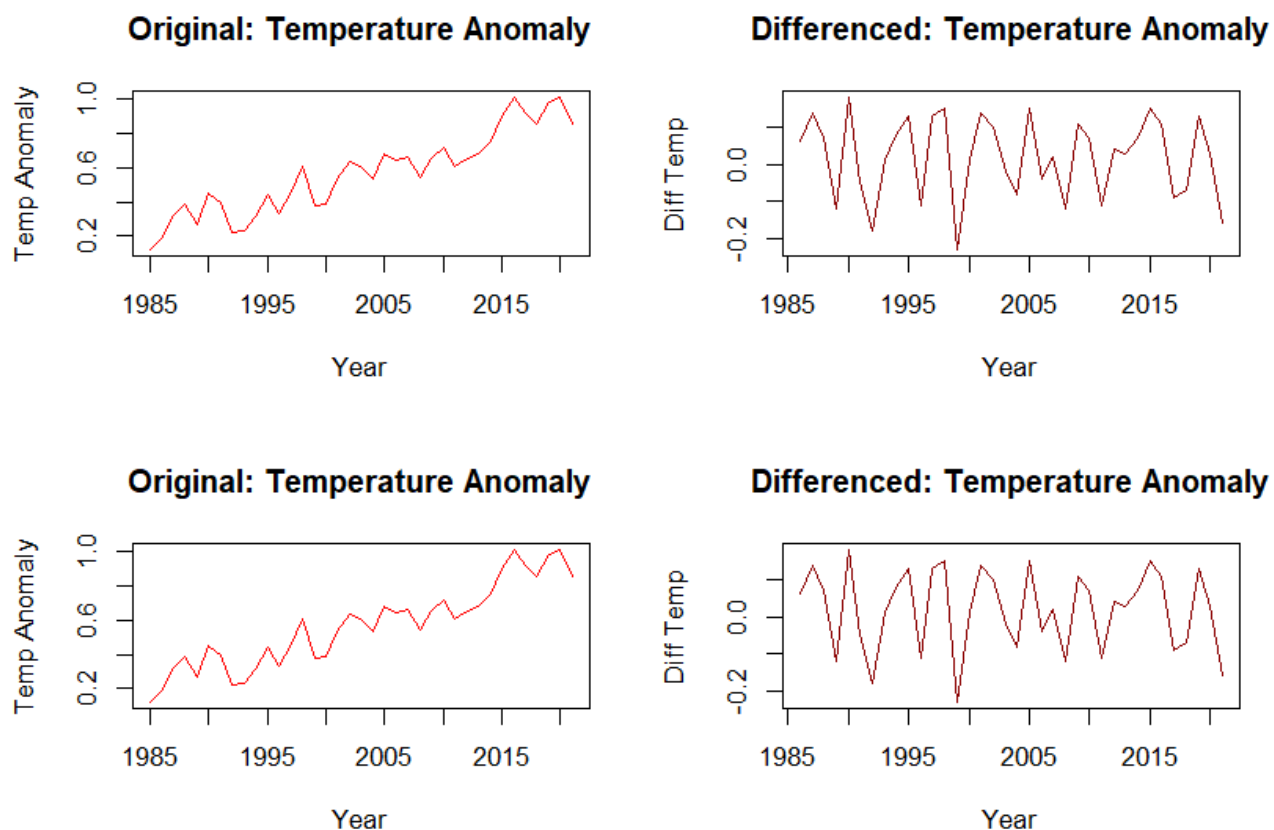 Original: Temperature Anomaly
Temp Anomaly
1.0
0.6
0.2
1985 1995 2005 2015
Year
Differenced: Temperature Anomaly
Diff Temp
0.0
-0.2
1985 1995 2005 2015
Year
Original: Temperature Anomaly
Temp Anomaly
1.0
0.6
0.2
1985 1995 2005 2015
Year
Differenced: Temperature Anomaly
Diff Temp
0.0
-0.2
1985 1995 2005 2015
Year